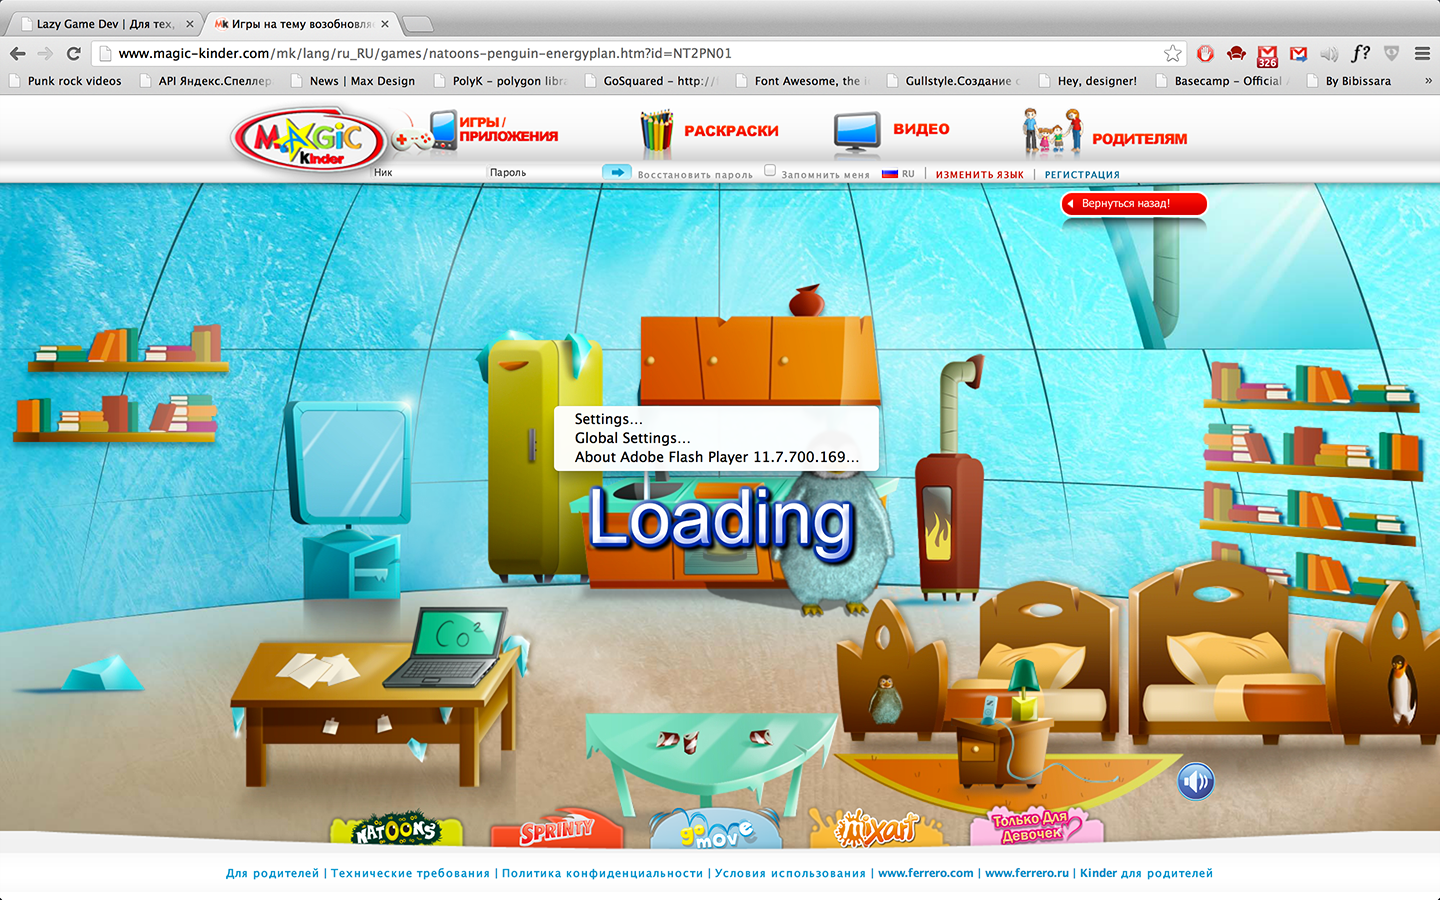 Lazy Game Dev | Для тех,
Mk Игры на тему возобновля
www.magic-kinder.com/mk/lang/ru_RU/games/natoons-penguin-energyplan.htm?id=NT2PN01
326
f?
Punk rock videos
API Яндекс.Спеллер
News | Max Design
PolyK - polygon libr
GoSquared - http://
Font Awesome, the i
Gullstyle.Создание с
Hey, designer!
Basecamp - Official
By Bibissara
»
MAGiC
Kinder
ИГРЫ /
ПРИЛОЖЕНИЯ
РАСКРАСКИ
ВИДЕО
РОДИТЕЛЯМ
Ник
Пароль
Восстановить пароль
Запомнить меня
RU
| ИЗМЕНИТЬ ЯЗЫК |
РЕГИСТРАЦИЯ
Вернуться назад!
Settings...
Global Settings...
About Adobe Flash Player 11.7.700.169...
Loading
Co²
NATOONS
SPRINTY
go move
mixart
Только Для Девочек
Для родителей | Технические требования | Политика конфиденциальности | Условия использования | www.ferrero.com | www.ferrero.ru | Kinder для родителей